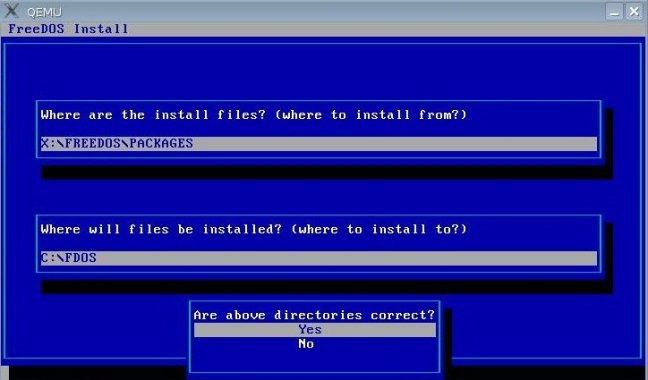 QEMU
FreeDOS Install
Where are the install files? (where to install from?)
X:\FREEDOS\PACKAGES
Where will files be installed? (where to install to?)
C:\FDOS
Are above directories correct?
Yes
No